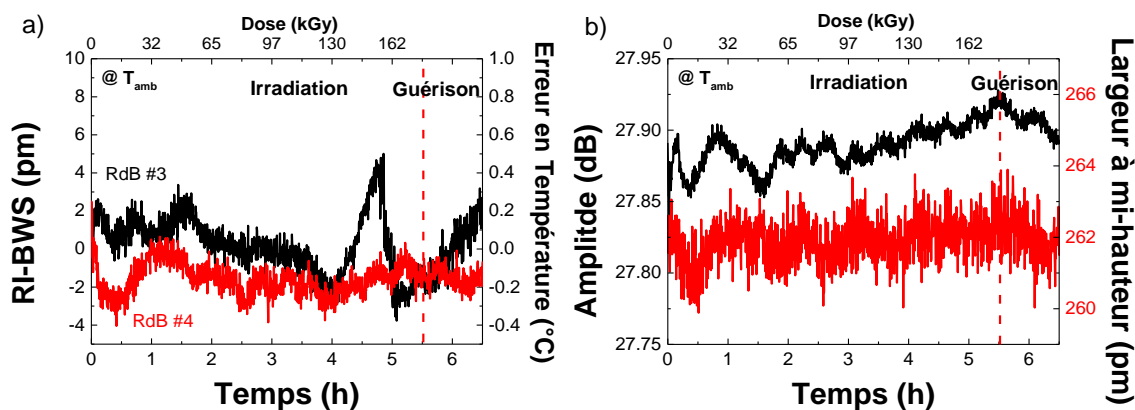 a)
Dose (kGy)
0 32 65 97 130 162
10
8
6
4
2
0
-2
-4
RI-BWS (pm)
@ Tamb
Irradiation
Guérison
RdB #3
RdB #4
1.0
0.8
0.6
0.4
0.2
0.0
-0.2
-0.4
Erreur en Température (°C)
0 1 2 3 4 5 6
Temps (h)
b)
Dose (kGy)
0 32 65 97 130 162
27.95
27.90
27.85
27.80
27.75
Amplitde (dB)
@ Tamb
Irradiation
Guérison
266
264
262
260
Largeur à mi-hauteur (pm)
0 1 2 3 4 5 6
Temps (h)